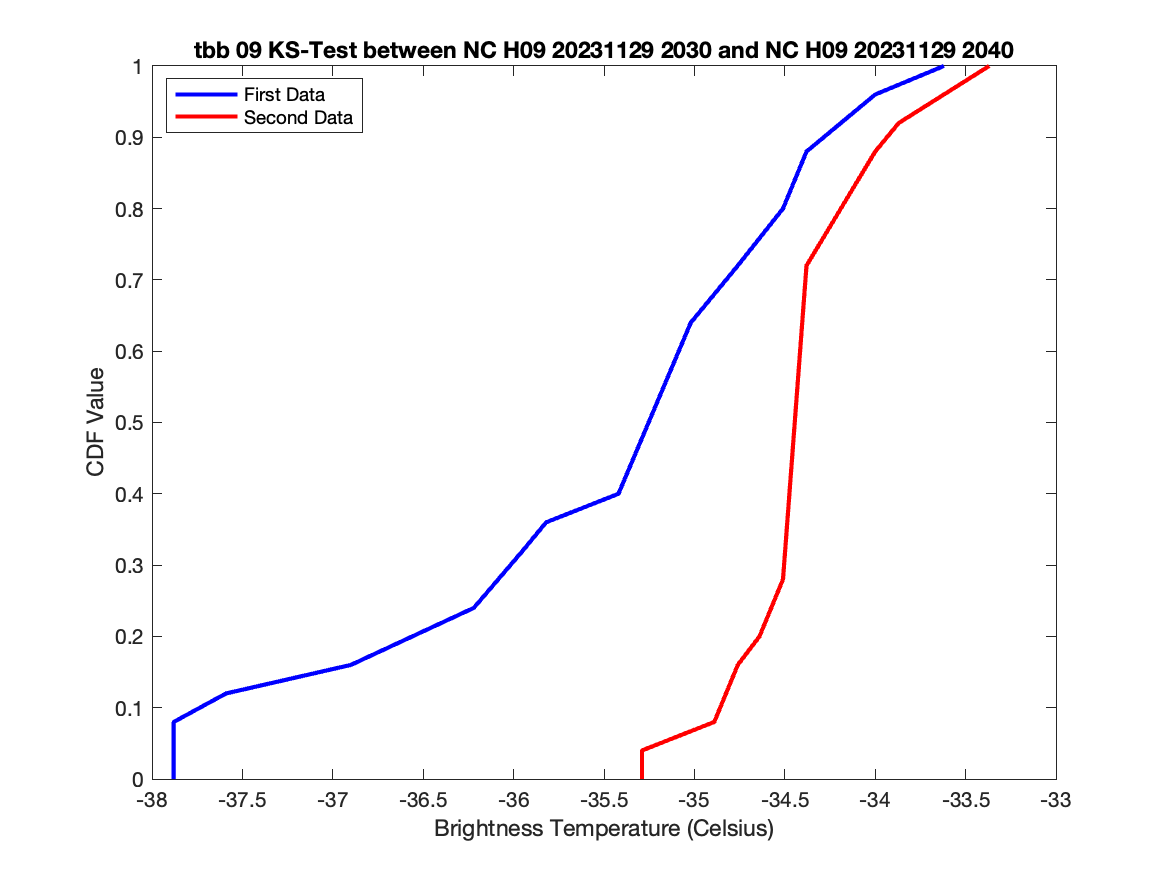 tbb 09 KS-Test between NC H09 20231129 2030 and NC H09 20231129 2040
First Data
Second Data
1
0.9
0.8
0.7
0.6
0.5
0.4
0.3
0.2
0.1
0
CDF Value
-38 -37.5 -37 -36.5 -36 -35.5 -35 -34.5 -34 -33.5 -33
Brightness Temperature (Celsius)